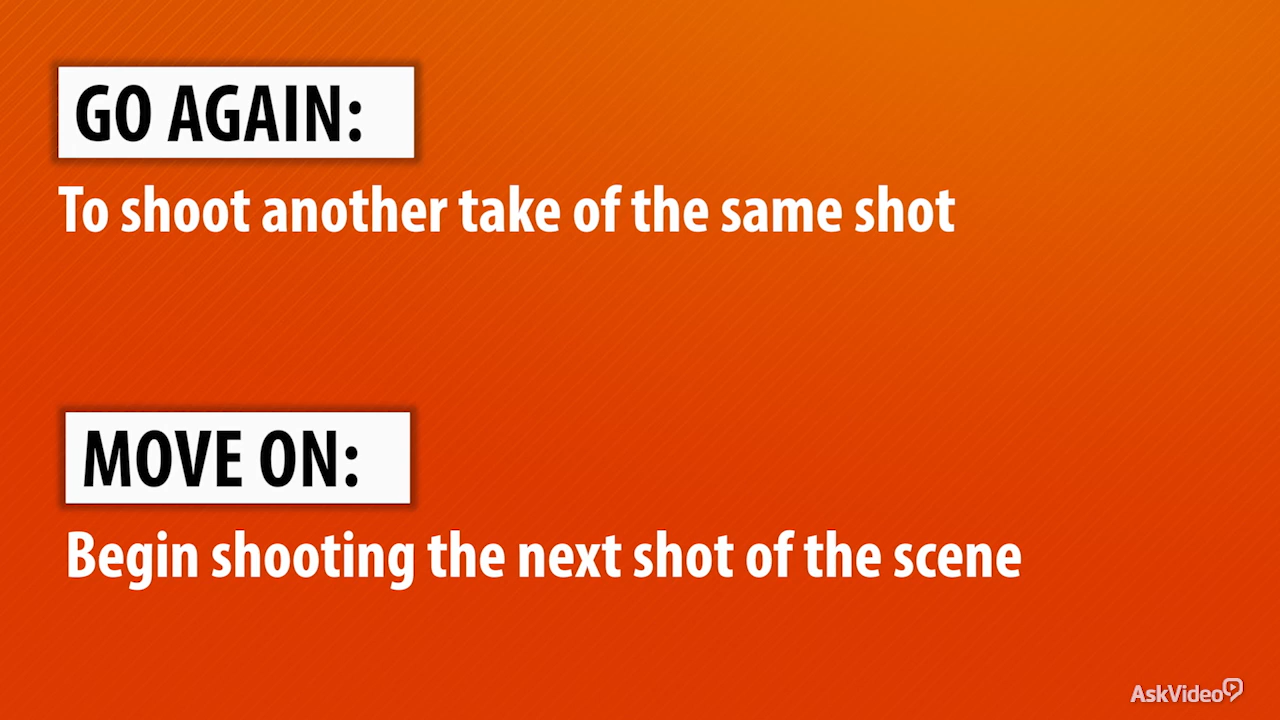 GO AGAIN:
To shoot another take of the same shot
MOVE ON:
Begin shooting the next shot of the scene
AskVideo